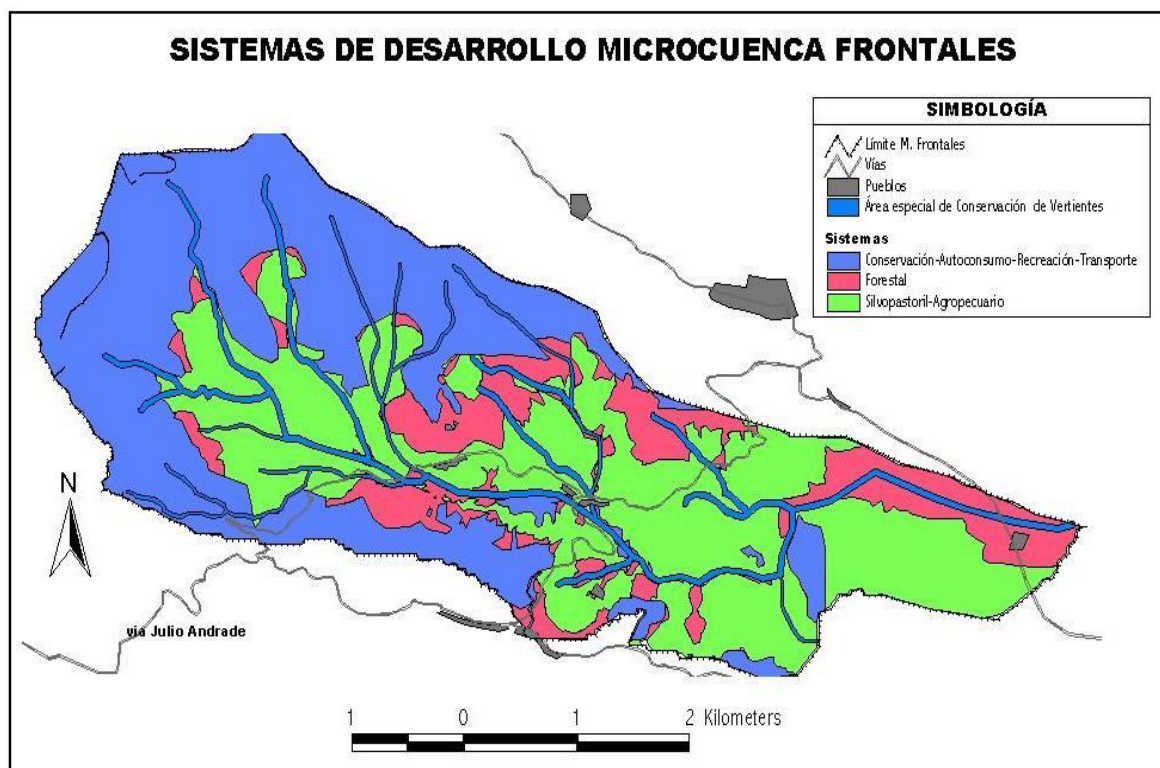 SISTEMAS DE DESARROLLO MICROCUENCA FRONTALES
SIMBOLOGÍA
Límite M. Frontales
Vías
Pueblos
Área especial de Conservación de Vertientes
Sistemas
Conservación-Autoconsumo-Recreación-Transporte
Forestal
Silvopastoril-Agropecuario
N
via Julio Andrade
1 0 1 2 Kilometers